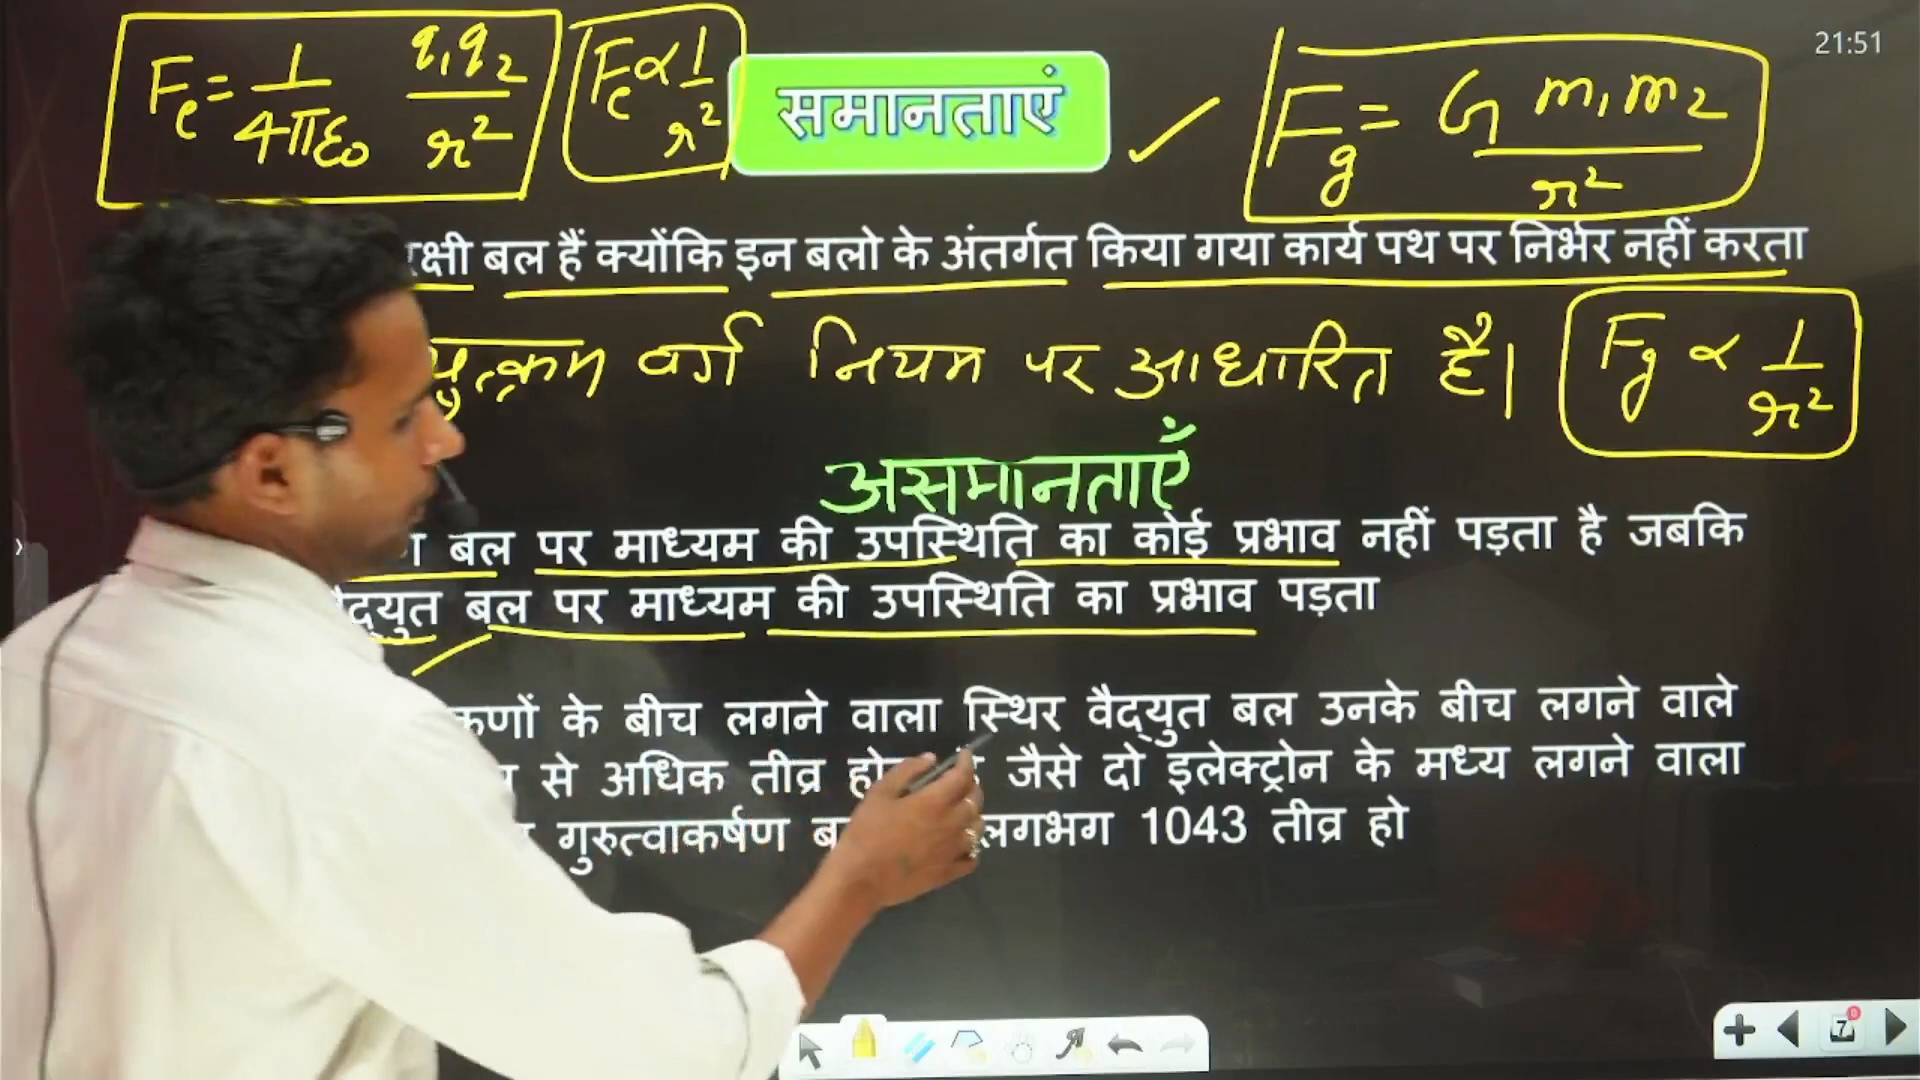 21:51
Fe = 1/4πε0 q1q2/r²
Fe ∝ 1/r²
समानताएं
Fg = G m1m2/r²
बल हैं क्योंकि इन बलो के अंतर्गत किया गया कार्य पथ पर निर्भर नहीं करता
वर्ग नियम पर आधारित है।
Fg ∝ 1/r²
असमानताएँ
बल पर माध्यम की उपस्थिति का कोई प्रभाव नहीं पड़ता है जबकि
बल पर माध्यम की उपस्थिति का प्रभाव पड़ता
कणों के बीच लगने वाला स्थिर वैद्युत बल उनके बीच लगने वाले
से अधिक तीव्र जैसे दो इलेक्ट्रोन के मध्य लगने वाला
गुरुत्वाकर्षण लगभग 1043 तीव्र हो
7
0